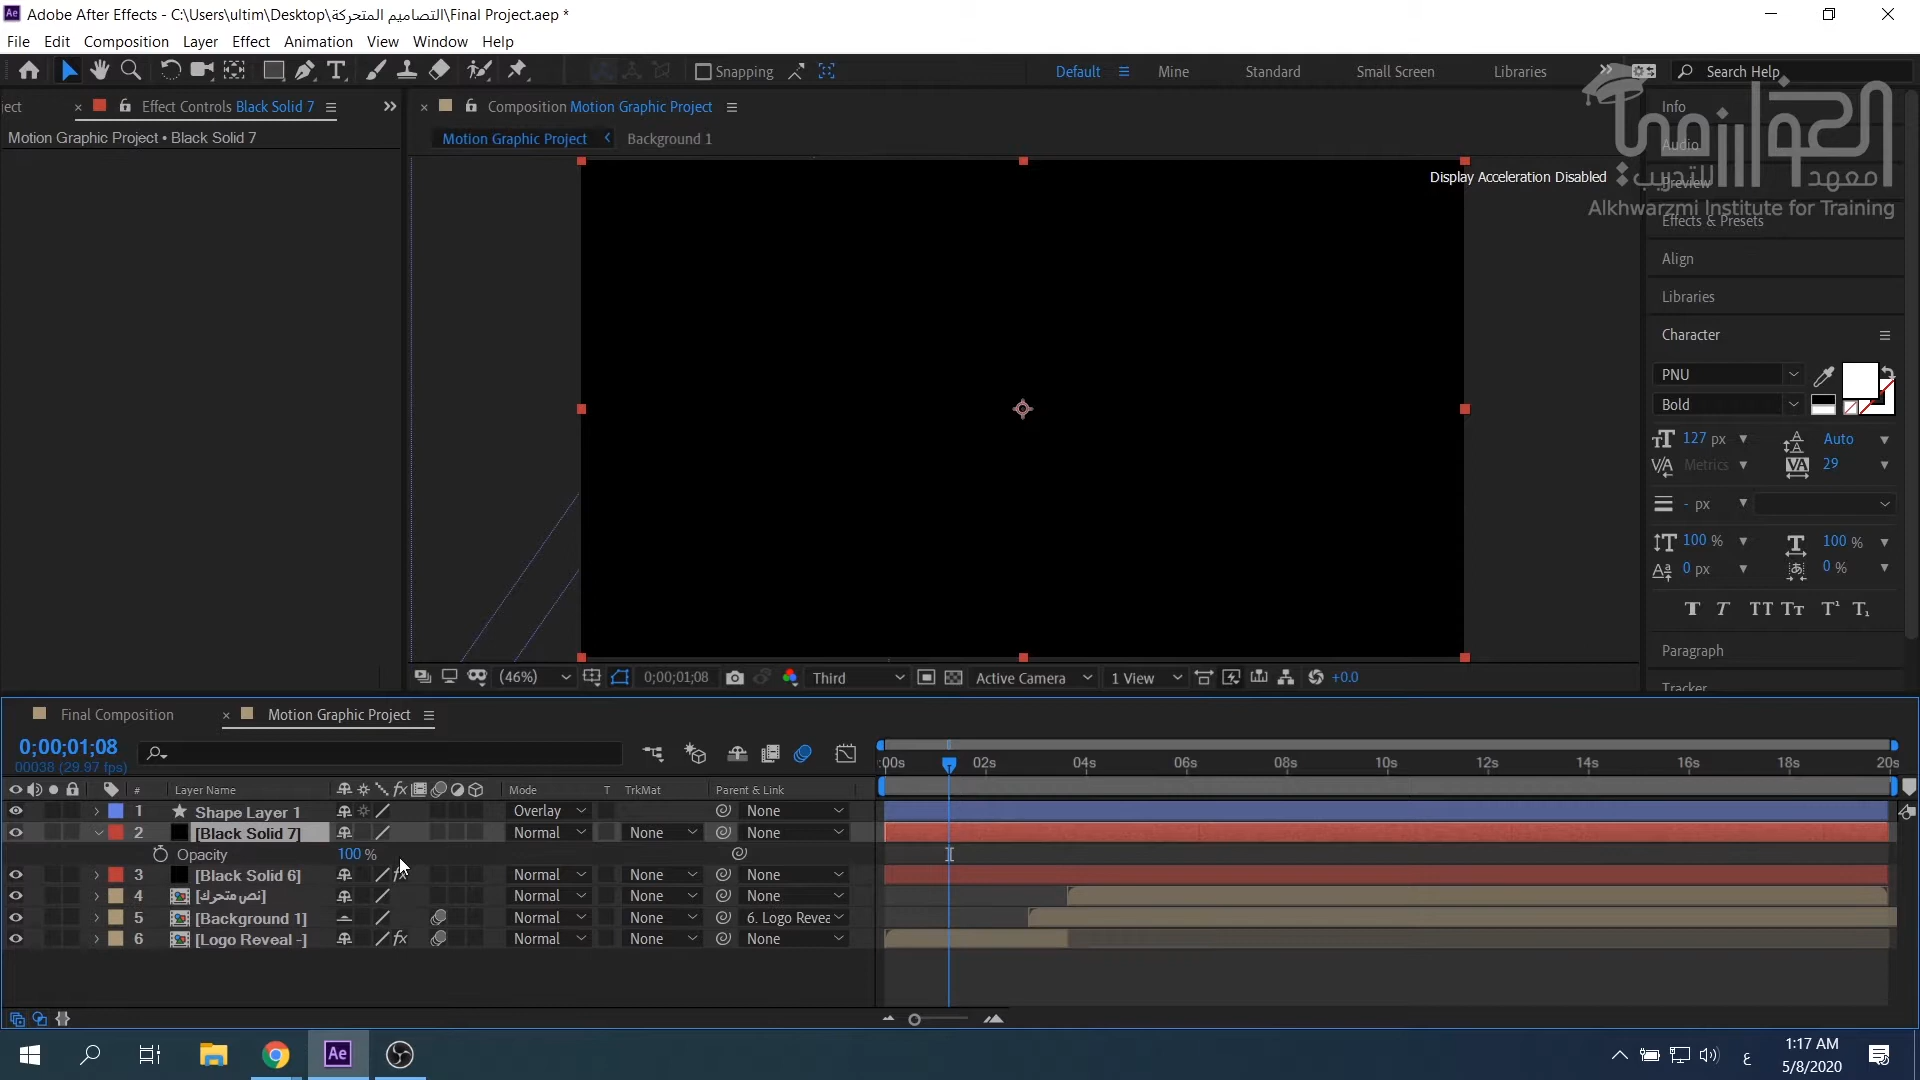 Adobe After Effects - C:\Users\ultim\Desktop\التصاميم المتحركة\Final Project.aep *
File Edit Composition Layer Effect Animation View Window Help
Snapping
Default Mine Standard Small Screen Libraries
Search Help
ject
Effect Controls Black Solid 7
Motion Graphic Project • Black Solid 7
Composition Motion Graphic Project
Motion Graphic Project Background 1
Display Acceleration Disabled
الخوارزمي
معهد للتدريب
Alkhwarzmi Institute for Training
Info
Audio
Preview
Effects & Presets
Align
Libraries
Character
PNU
Bold
127 px Auto
Metrics 29
- px
100 % 100 %
0 px 0 %
Paragraph
Tracker
(46%) 0;00;01;08 Third Active Camera 1 View +0.0
Final Composition Motion Graphic Project
0;00;01;08
00038 (29.97 fps)
:00s 02s 04s 06s 08s 10s 12s 14s 16s 18s 20s
# Layer Name Mode T TrkMat Parent & Link
1 Shape Layer 1 Overlay None
2 [Black Solid 7] Normal None None
Opacity 100 %
3 [Black Solid 6] fx Normal None None
4 [نص متحرك] Normal None None
5 [Background 1] Normal None 6. Logo Revea
6 [Logo Reveal -] fx Normal None None
Ae
ع
1:17 AM
5/8/2020